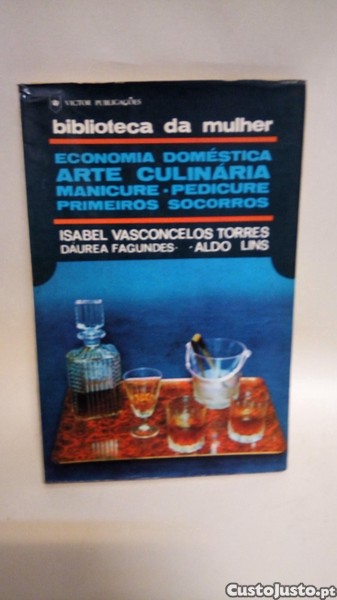 VICTOR PUBLICAÇÕES
biblioteca da mulher
ECONOMIA DOMÉSTICA
ARTE CULINÁRIA
MANICURE • PEDICURE
PRIMEIROS SOCORROS
ISABEL VASCONCELOS TORRES
DAUREA FAGUNDES • • ALDO LINS
CustoJusto.pt